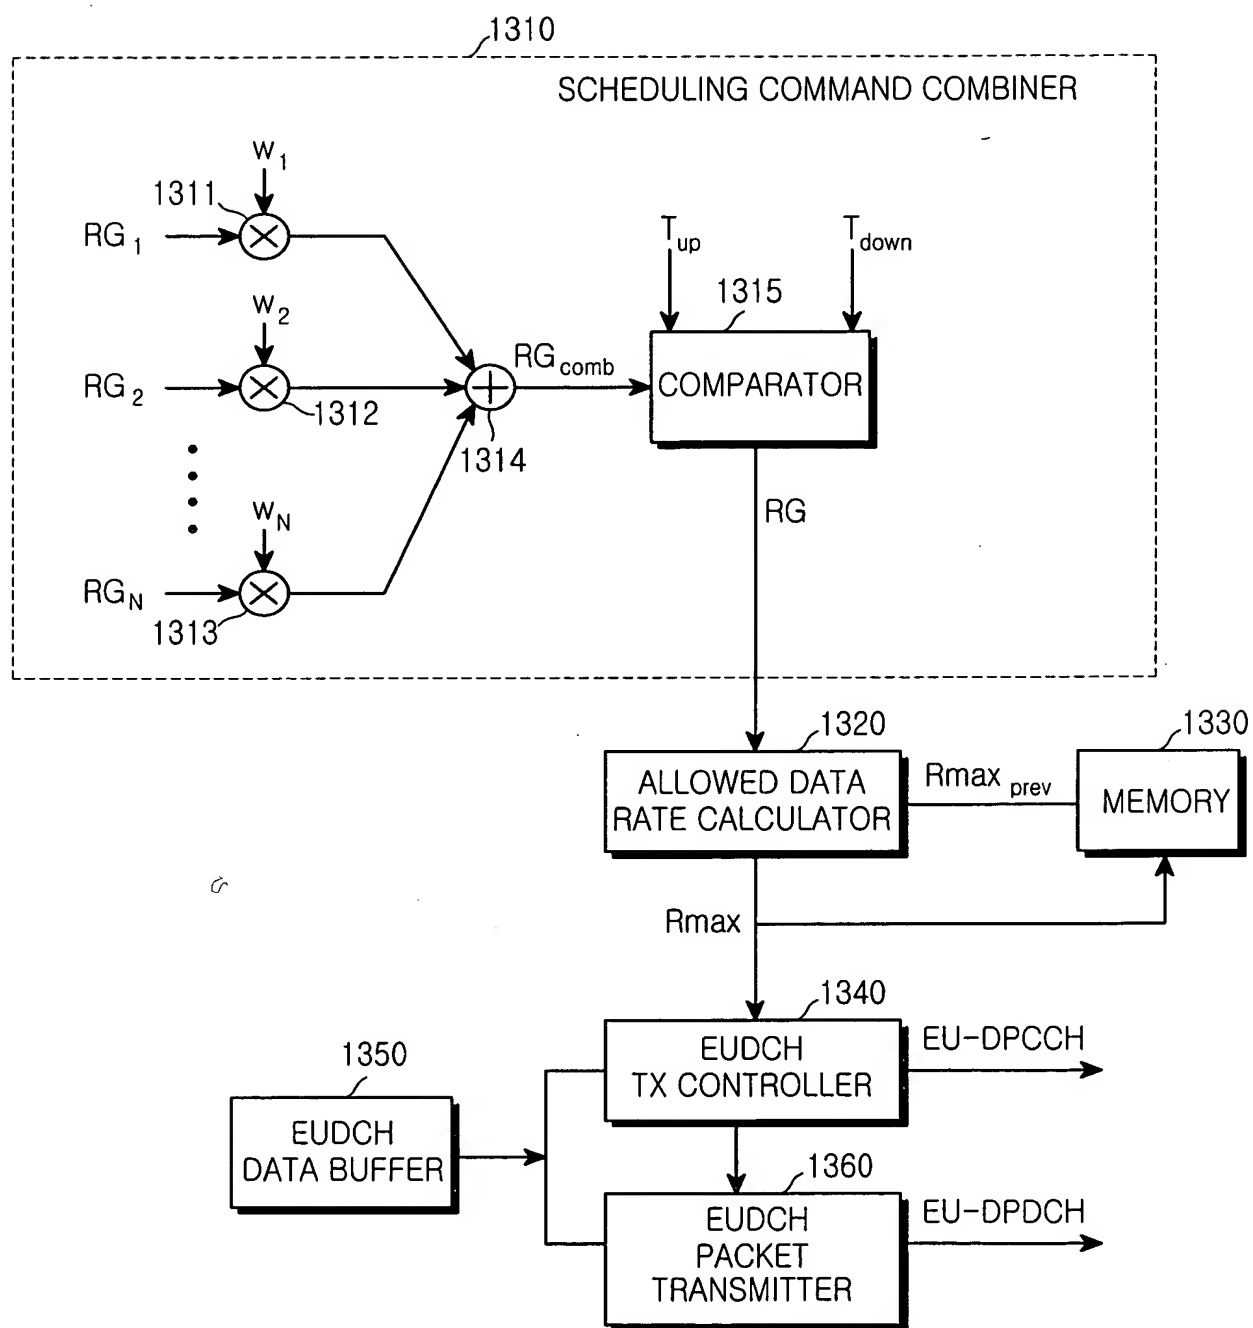 1310
SCHEDULING COMMAND COMBINER
W1
1311
RG1
Tup
Tdown
1315
W2
RG2
1312
RGcomb
COMPARATOR
1314
RG
WN
RGN
1313
1320
1330
ALLOWED DATA
RATE CALCULATOR
Rmax prev
MEMORY
Rmax
1340
EUDCH
TX CONTROLLER
EU-DPCCH
1350
EUDCH
DATA BUFFER
1360
EUDCH
PACKET
TRANSMITTER
EU-DPDCH